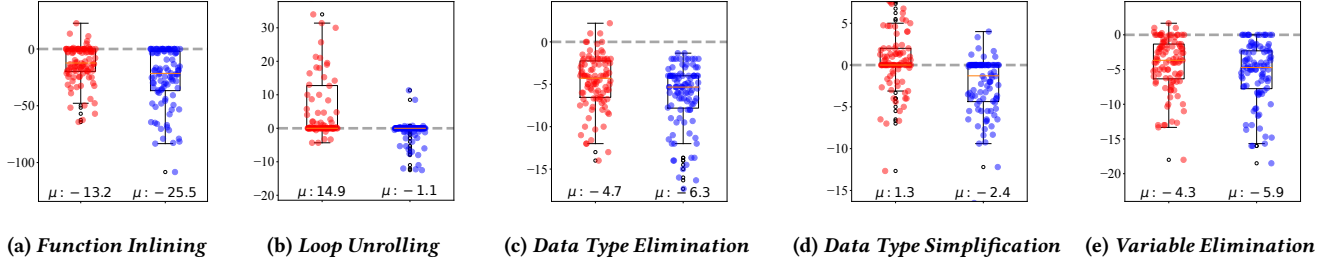 0
−50
−100
μ: −13.2
μ: −25.5
30
20
10
0
−10
−20
μ: 14.9
μ: −1.1
0
−5
−10
−15
μ: −4.7
μ: −6.3
5
0
−5
−10
−15
μ: 1.3
μ: −2.4
0
−5
−10
−15
−20
μ: −4.3
μ: −5.9
(a) Function Inlining
(b) Loop Unrolling
(c) Data Type Elimination
(d) Data Type Simplification
(e) Variable Elimination